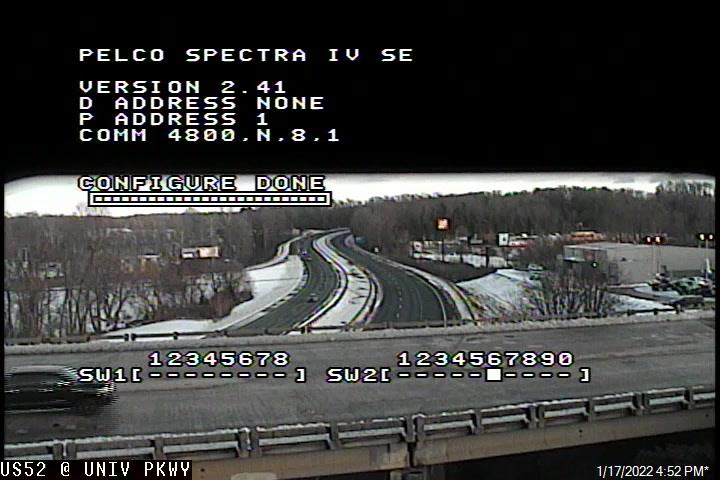 PELCO SPECTRA IV SE
VERSION 2.41
D ADDRESS NONE
P ADDRESS 1
COMM 4800,N,8,1
CONFIGURE DONE
12345678 1234567890
SW1[--------] SW2[-----■----]
US52 @ UNIV PKWY
1/17/2022 4:52 PM*